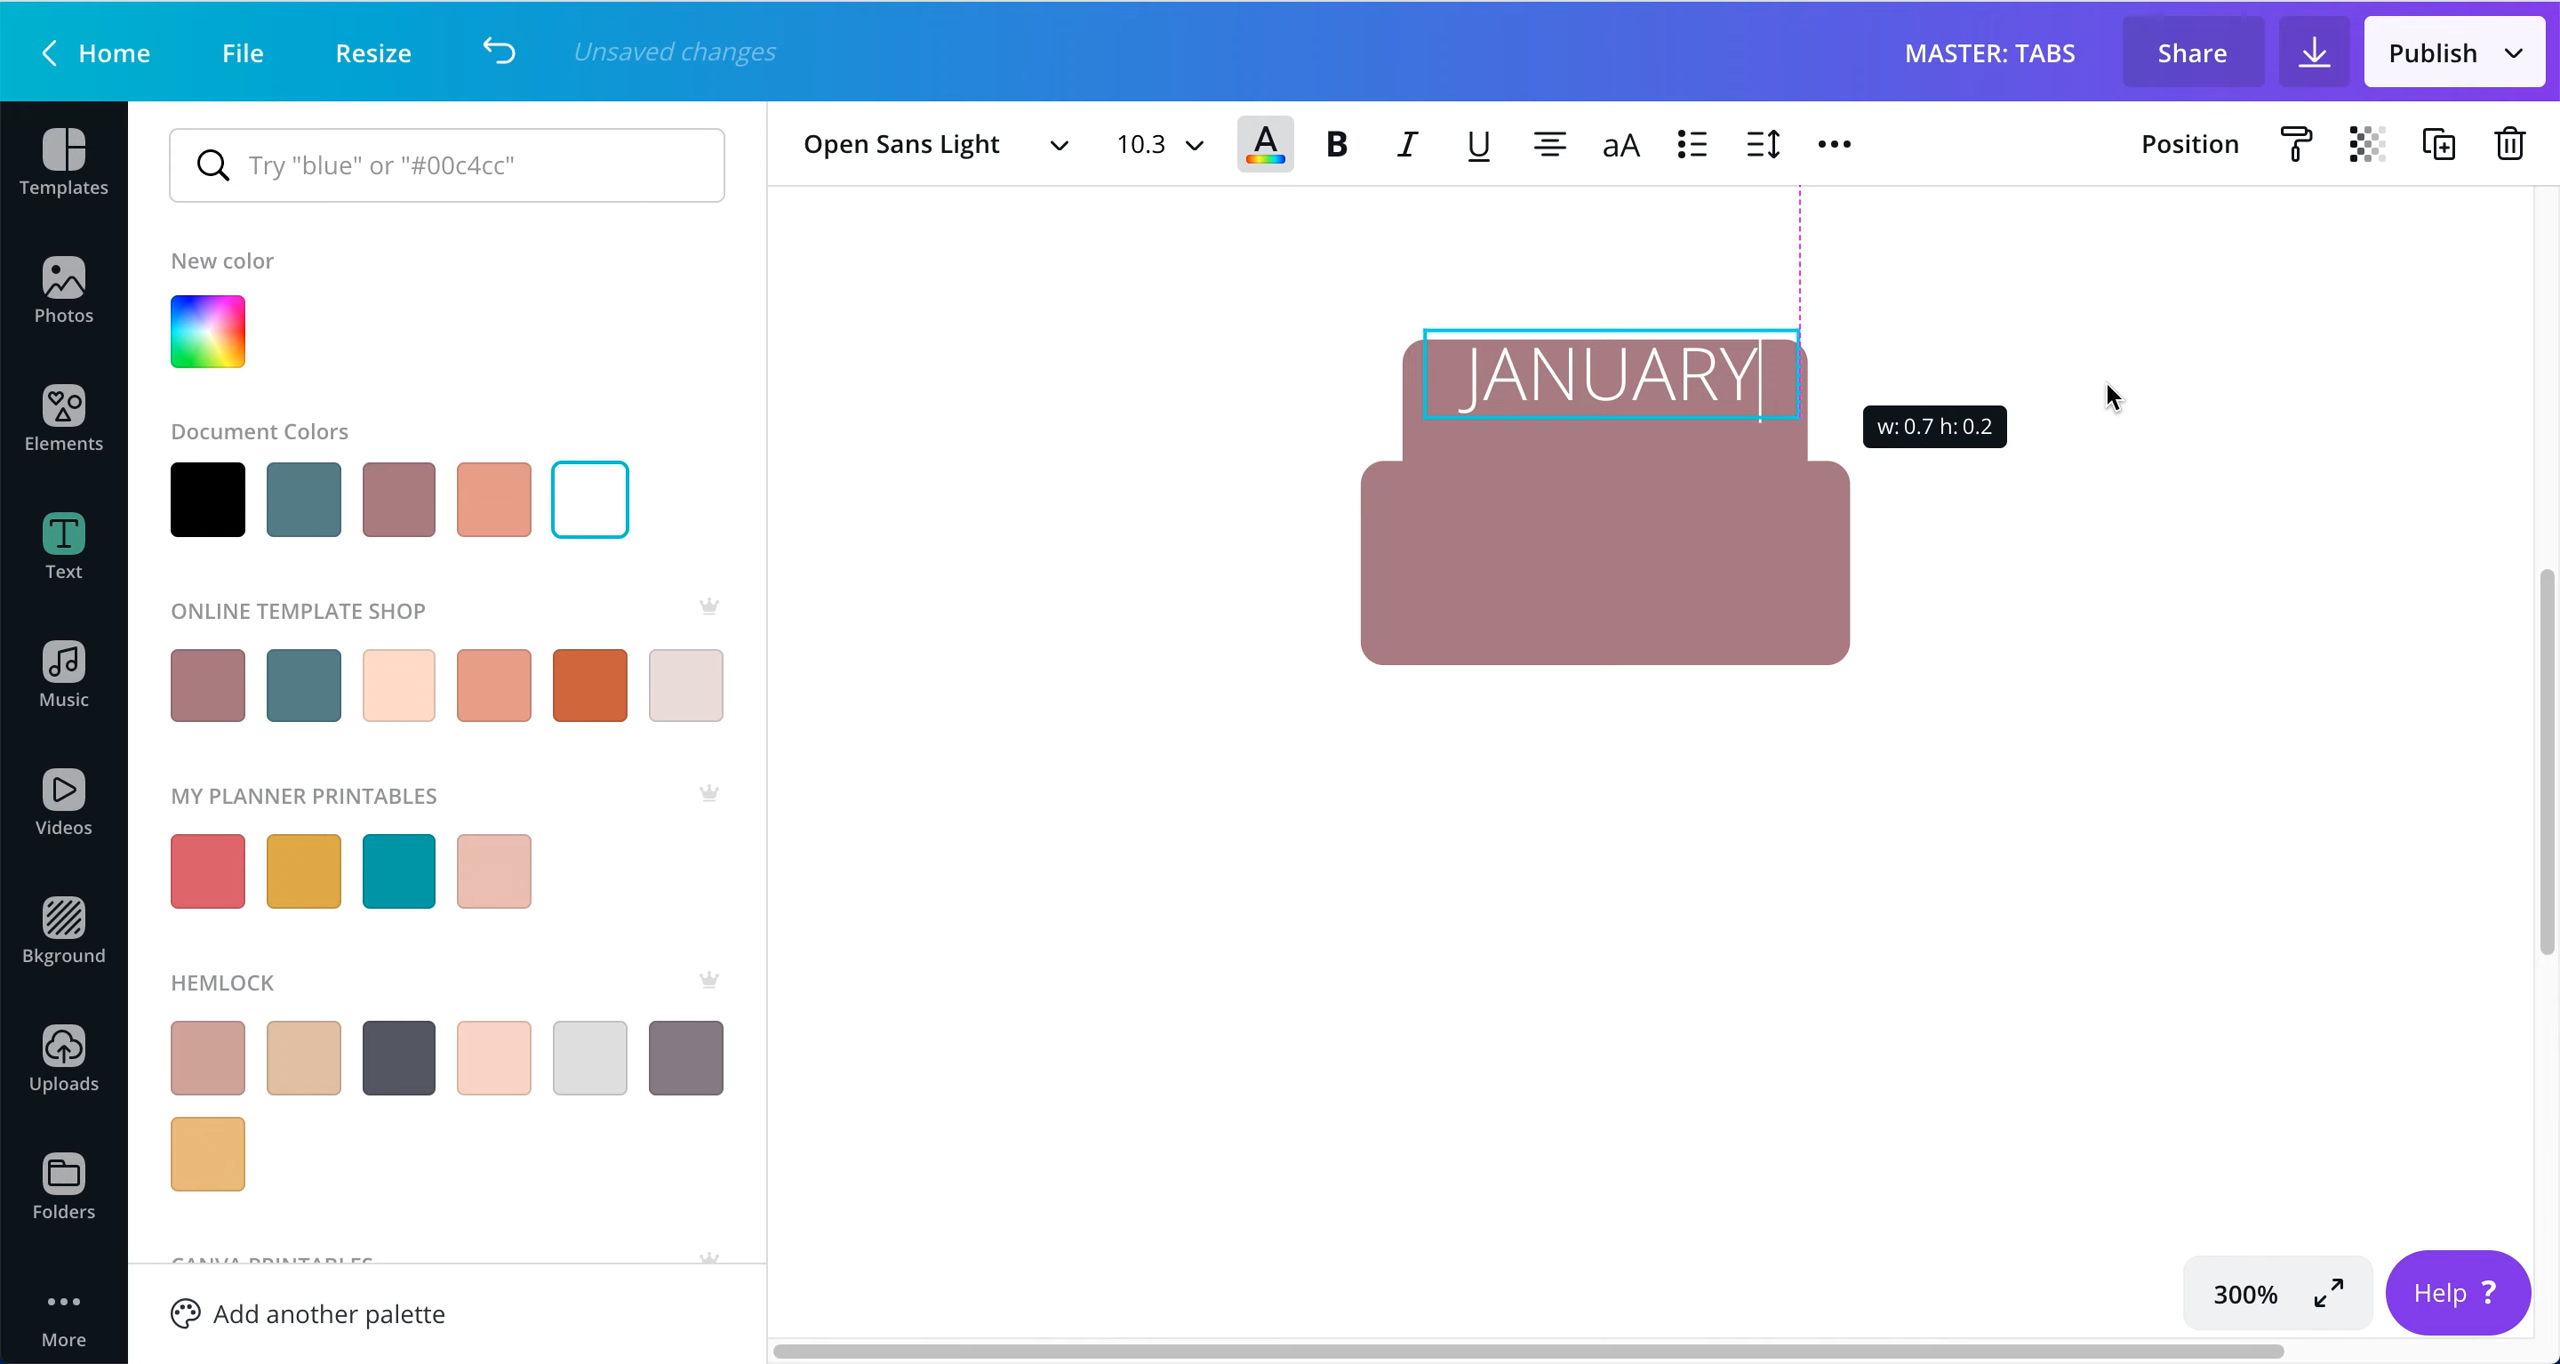 Home File Resize Unsaved changes MASTER: TABS Share Publish
Templates
Photos
Elements
Text
Music
Videos
Bkground
Uploads
Folders
More
Try "blue" or "#00c4cc"
New color
Document Colors
ONLINE TEMPLATE SHOP
MY PLANNER PRINTABLES
HEMLOCK
CANVA PRINTABLES
Add another palette
Open Sans Light 10.3 A B I U aA Position
JANUARY
w: 0.7 h: 0.2
300% Help ?